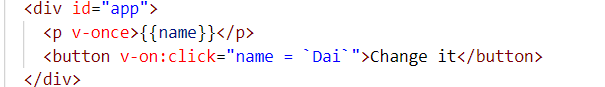 <div id="app">
<p v-once>{{name}}</p>
<button v-on:click="name = `Dai`">Change it</button>
</div>